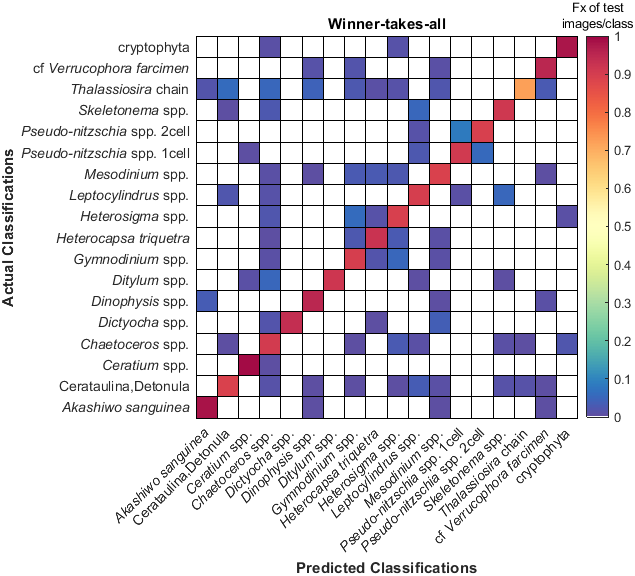 Fx of test
images/class
Winner-takes-all
Actual Classifications
cryptophyta
cf Verrucophora farcimen
Thalassiosira chain
Skeletonema spp.
Pseudo-nitzschia spp. 2cell
Pseudo-nitzschia spp. 1cell
Mesodinium spp.
Leptocylindrus spp.
Heterosigma spp.
Heterocapsa triquetra
Gymnodinium spp.
Ditylum spp.
Dinophysis spp.
Dictyocha spp.
Chaetoceros spp.
Ceratium spp.
Cerataulina,Detonula
Akashiwo sanguinea
1
0.9
0.8
0.7
0.6
0.5
0.4
0.3
0.2
0.1
0
Akashiwo sanguinea
Cerataulina,Detonula
Ceratium spp.
Chaetoceros spp.
Dictyocha spp.
Dinophysis spp.
Ditylum spp.
Gymnodinium spp.
Heterocapsa triquetra
Heterosigma spp.
Leptocylindrus spp.
Mesodinium spp.
Pseudo-nitzschia spp. 1cell
Pseudo-nitzschia spp. 2cell
Skeletonema spp.
Thalassiosira chain
cf Verrucophora farcimen
cryptophyta
Predicted Classifications